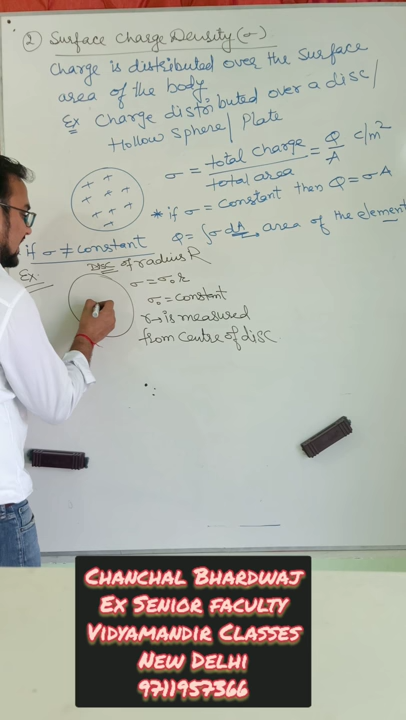 ② Surface Charge Density (σ)
Charge is distributed over the surface
area of the body
Ex Charge distributed over a disc/
Hollow Sphere/ Plate
σ = total charge / total area = Q/A C/m²
* if σ = constant then Q = σA
if σ ≠ constant Q = ∫σ dA → area of the element
Ex. Disc of radius R
σ = σ₀r
σ₀ = constant
r → is measured
from centre of disc
+ + + + + + + +
Chanchal Bhardwaj
Ex Senior faculty
Vidyamandir Classes
New Delhi
9711957366